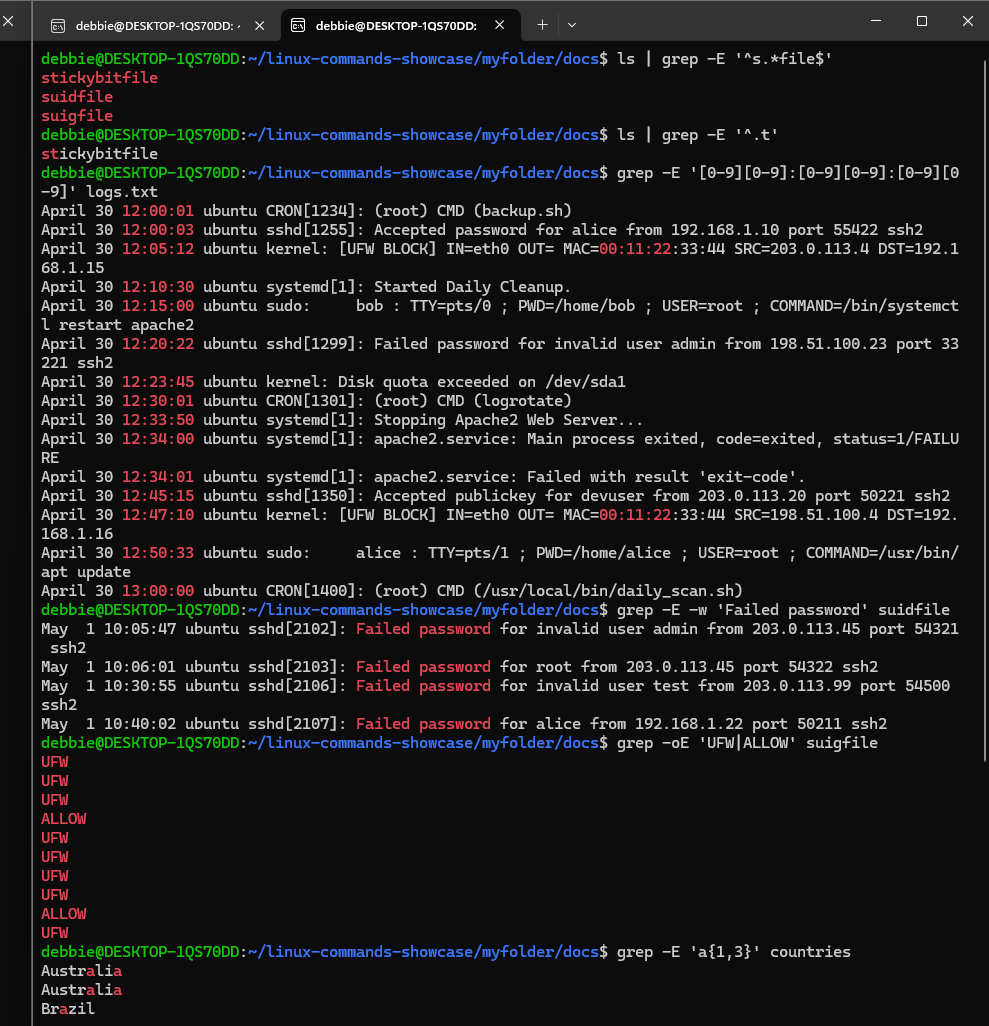 debbie@DESKTOP-1QS70DD: ~
debbie@DESKTOP-1QS70DD:
debbie@DESKTOP-1QS70DD:~/linux-commands-showcase/myfolder/docs$ ls | grep -E '^s.*file$'
stickybitfile
suidfile
suigfile
debbie@DESKTOP-1QS70DD:~/linux-commands-showcase/myfolder/docs$ ls | grep -E '^.t'
stickybitfile
debbie@DESKTOP-1QS70DD:~/linux-commands-showcase/myfolder/docs$ grep -E '[0-9][0-9]:[0-9][0-9]:[0-9][0
-9]' logs.txt
April 30 12:00:01 ubuntu CRON[1234]: (root) CMD (backup.sh)
April 30 12:00:03 ubuntu sshd[1255]: Accepted password for alice from 192.168.1.10 port 55422 ssh2
April 30 12:05:12 ubuntu kernel: [UFW BLOCK] IN=eth0 OUT= MAC=00:11:22:33:44 SRC=203.0.113.4 DST=192.1
68.1.15
April 30 12:10:30 ubuntu systemd[1]: Started Daily Cleanup.
April 30 12:15:00 ubuntu sudo:     bob : TTY=pts/0 ; PWD=/home/bob ; USER=root ; COMMAND=/bin/systemct
l restart apache2
April 30 12:20:22 ubuntu sshd[1299]: Failed password for invalid user admin from 198.51.100.23 port 33
221 ssh2
April 30 12:23:45 ubuntu kernel: Disk quota exceeded on /dev/sda1
April 30 12:30:01 ubuntu CRON[1301]: (root) CMD (logrotate)
April 30 12:33:50 ubuntu systemd[1]: Stopping Apache2 Web Server...
April 30 12:34:00 ubuntu systemd[1]: apache2.service: Main process exited, code=exited, status=1/FAILU
RE
April 30 12:34:01 ubuntu systemd[1]: apache2.service: Failed with result 'exit-code'.
April 30 12:45:15 ubuntu sshd[1350]: Accepted publickey for devuser from 203.0.113.20 port 50221 ssh2
April 30 12:47:10 ubuntu kernel: [UFW BLOCK] IN=eth0 OUT= MAC=00:11:22:33:44 SRC=198.51.100.4 DST=192.
168.1.16
April 30 12:50:33 ubuntu sudo:     alice : TTY=pts/1 ; PWD=/home/alice ; USER=root ; COMMAND=/usr/bin/
apt update
April 30 13:00:00 ubuntu CRON[1400]: (root) CMD (/usr/local/bin/daily_scan.sh)
debbie@DESKTOP-1QS70DD:~/linux-commands-showcase/myfolder/docs$ grep -E -w 'Failed password' suidfile
May  1 10:05:47 ubuntu sshd[2102]: Failed password for invalid user admin from 203.0.113.45 port 54321
 ssh2
May  1 10:06:01 ubuntu sshd[2103]: Failed password for root from 203.0.113.45 port 54322 ssh2
May  1 10:30:55 ubuntu sshd[2106]: Failed password for invalid user test from 203.0.113.99 port 54500
ssh2
May  1 10:40:02 ubuntu sshd[2107]: Failed password for alice from 192.168.1.22 port 50211 ssh2
debbie@DESKTOP-1QS70DD:~/linux-commands-showcase/myfolder/docs$ grep -oE 'UFW|ALLOW' suigfile
UFW
UFW
UFW
ALLOW
UFW
UFW
UFW
UFW
ALLOW
UFW
debbie@DESKTOP-1QS70DD:~/linux-commands-showcase/myfolder/docs$ grep -E 'a{1,3}' countries
Australia
Australia
Brazil